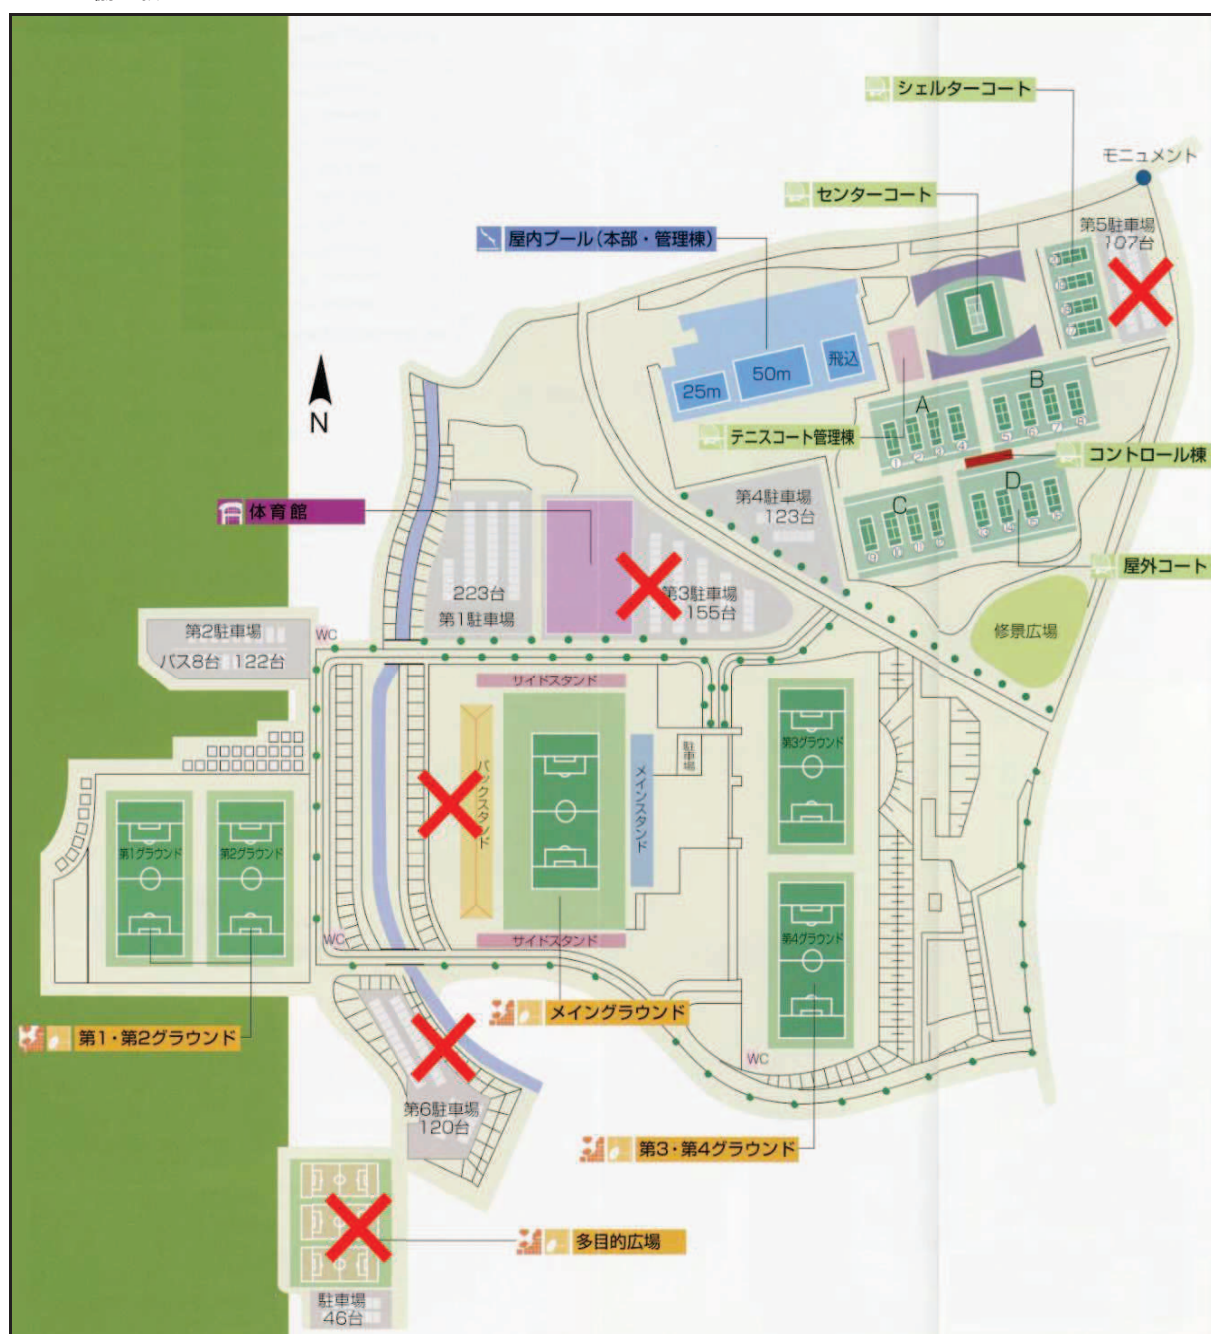 シェルターコート
モニュメント
センターコート
第5駐車場
107台
屋内プール(本部・管理棟)
飛込
50m
25m
N
A
B
テニスコート管理棟
コントロール棟
C
D
第4駐車場
123台
体育館
屋外コート
223台
第1駐車場
第3駐車場
155台
第2駐車場
バス8台 122台
WC
修景広場
サイドスタンド
バックスタンド
メインスタンド
駐車場
第3グラウンド
第1グラウンド
第2グラウンド
第4グラウンド
WC
サイドスタンド
メイングラウンド
第1・第2グラウンド
WC
第6駐車場
120台
第3・第4グラウンド
多目的広場
駐車場
46台